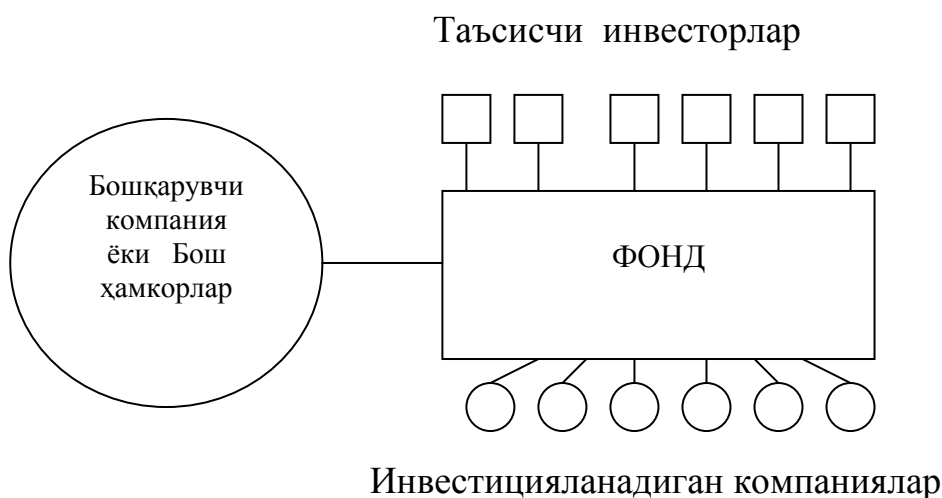 Таъсисчи инвесторлар
Бошқарувчи
компания
ёки Бош
ҳамкорлар
ФОНД
Инвестицияланадиган компаниялар